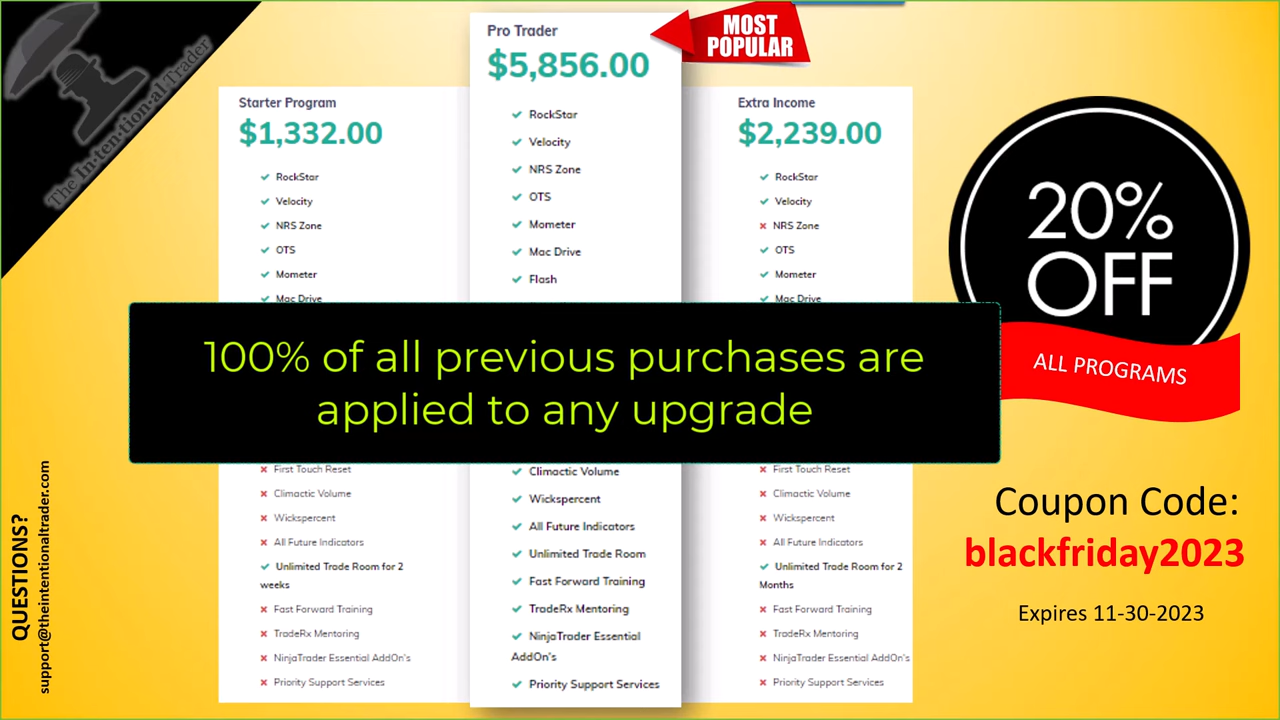 The In·ten·tion·al Trader
Starter Program
$1,332.00
RockStar
Velocity
NRS Zone
OTS
Mometer
Mac Drive
First Touch Reset
Climactic Volume
Wickspercent
All Future Indicators
Unlimited Trade Room for 2
weeks
Fast Forward Training
TradeRx Mentoring
NinjaTrader Essential AddOn's
Priority Support Services
Pro Trader
$5,856.00
RockStar
Velocity
NRS Zone
OTS
Mometer
Mac Drive
Flash
Climactic Volume
Wickspercent
All Future Indicators
Unlimited Trade Room
Fast Forward Training
TradeRx Mentoring
NinjaTrader Essential
AddOn's
Priority Support Services
MOST
POPULAR
Extra Income
$2,239.00
RockStar
Velocity
NRS Zone
OTS
Mometer
Mac Drive
First Touch Reset
Climactic Volume
Wickspercent
All Future Indicators
Unlimited Trade Room for 2
Months
Fast Forward Training
TradeRx Mentoring
NinjaTrader Essential AddOn's
Priority Support Services
100% of all previous purchases are
applied to any upgrade
20%
OFF
ALL PROGRAMS
Coupon Code:
blackfriday2023
Expires 11-30-2023
QUESTIONS?
support@theintentionaltrader.com